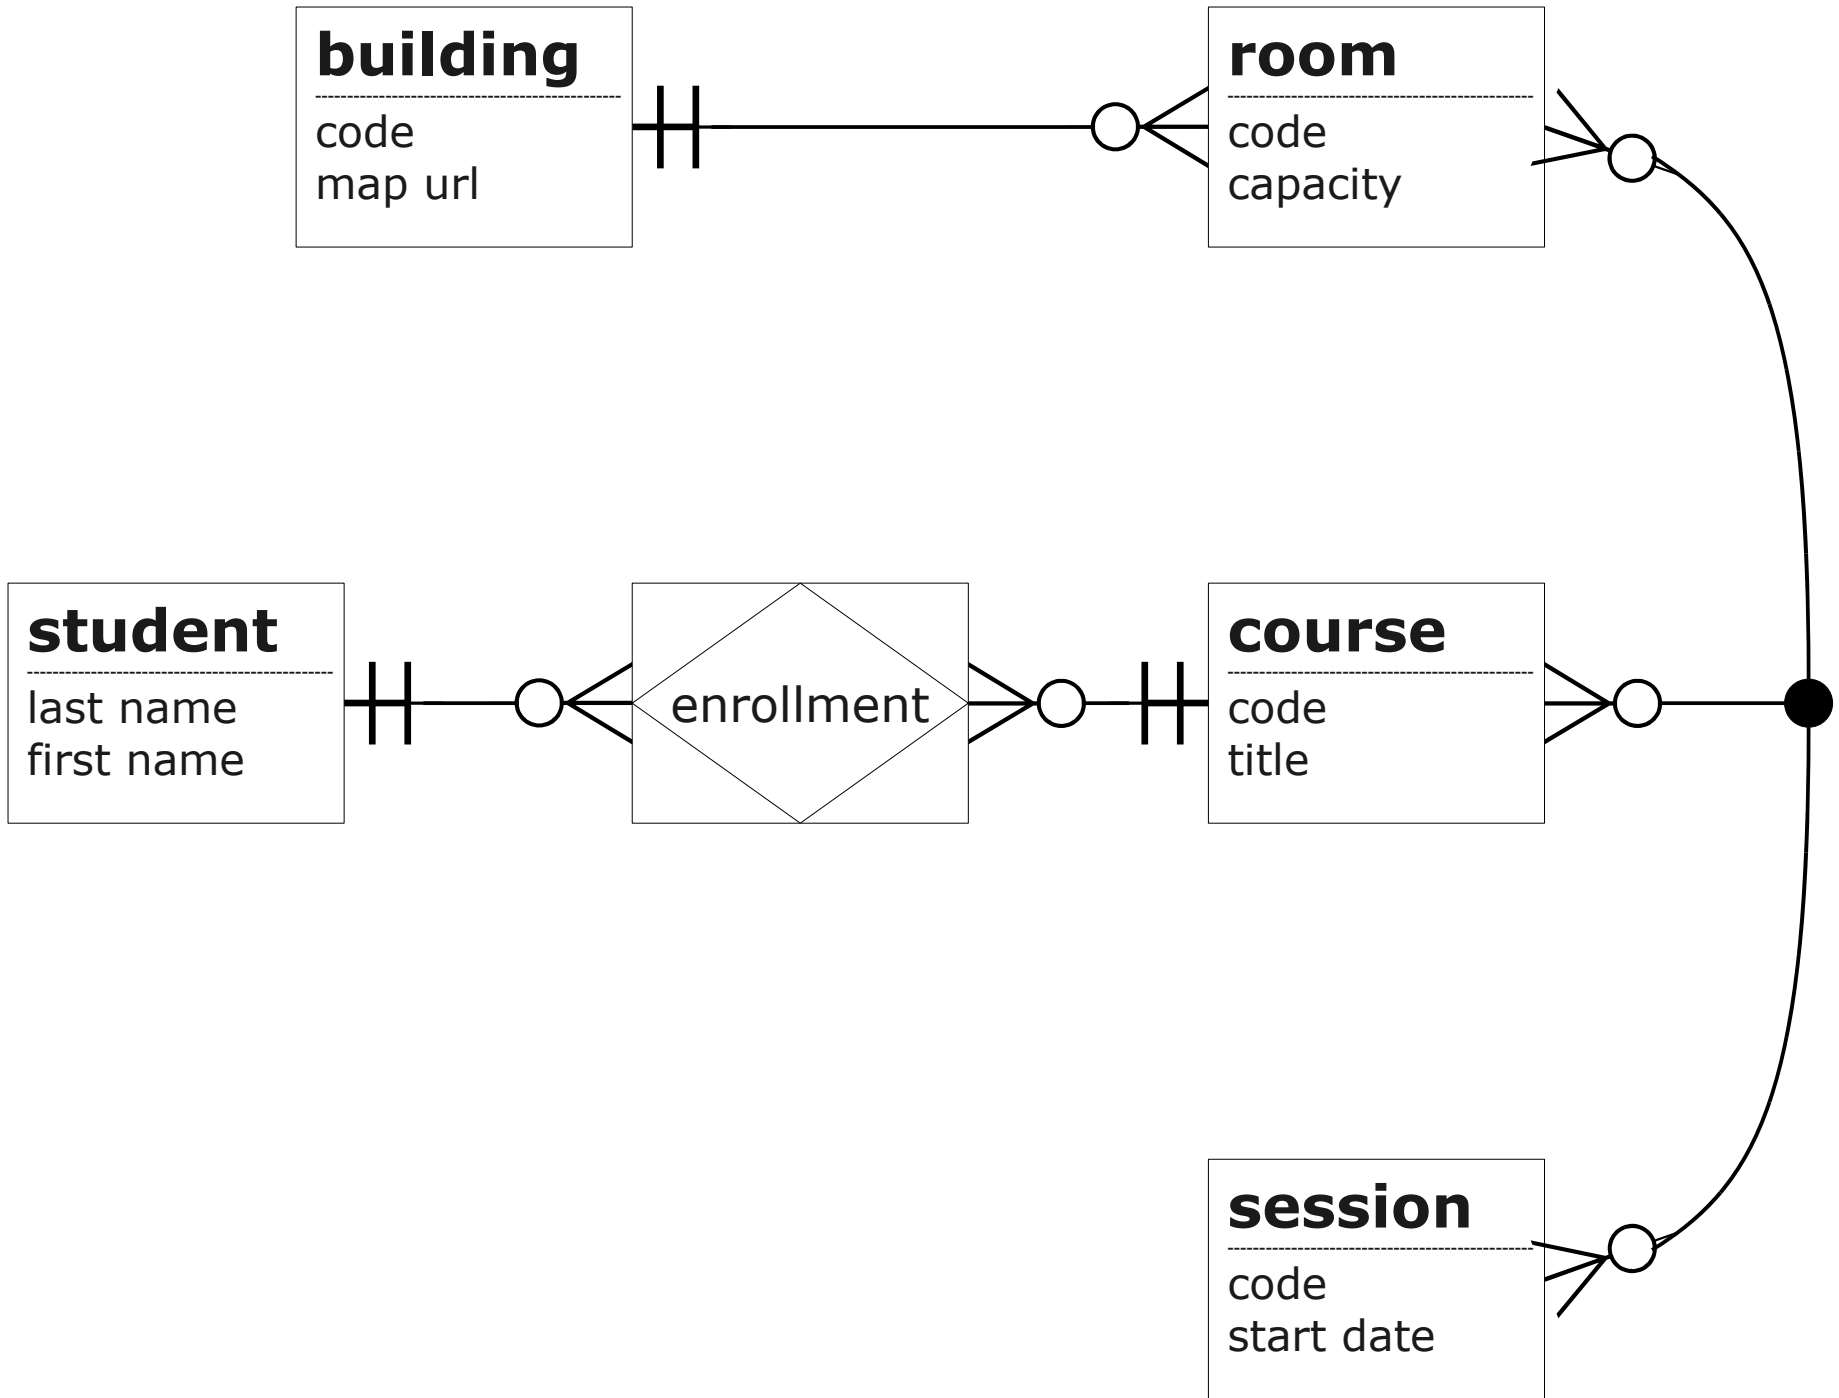 building
code
map url
room
code
capacity
student
last name
first name
enrollment
course
code
title
session
code
start date